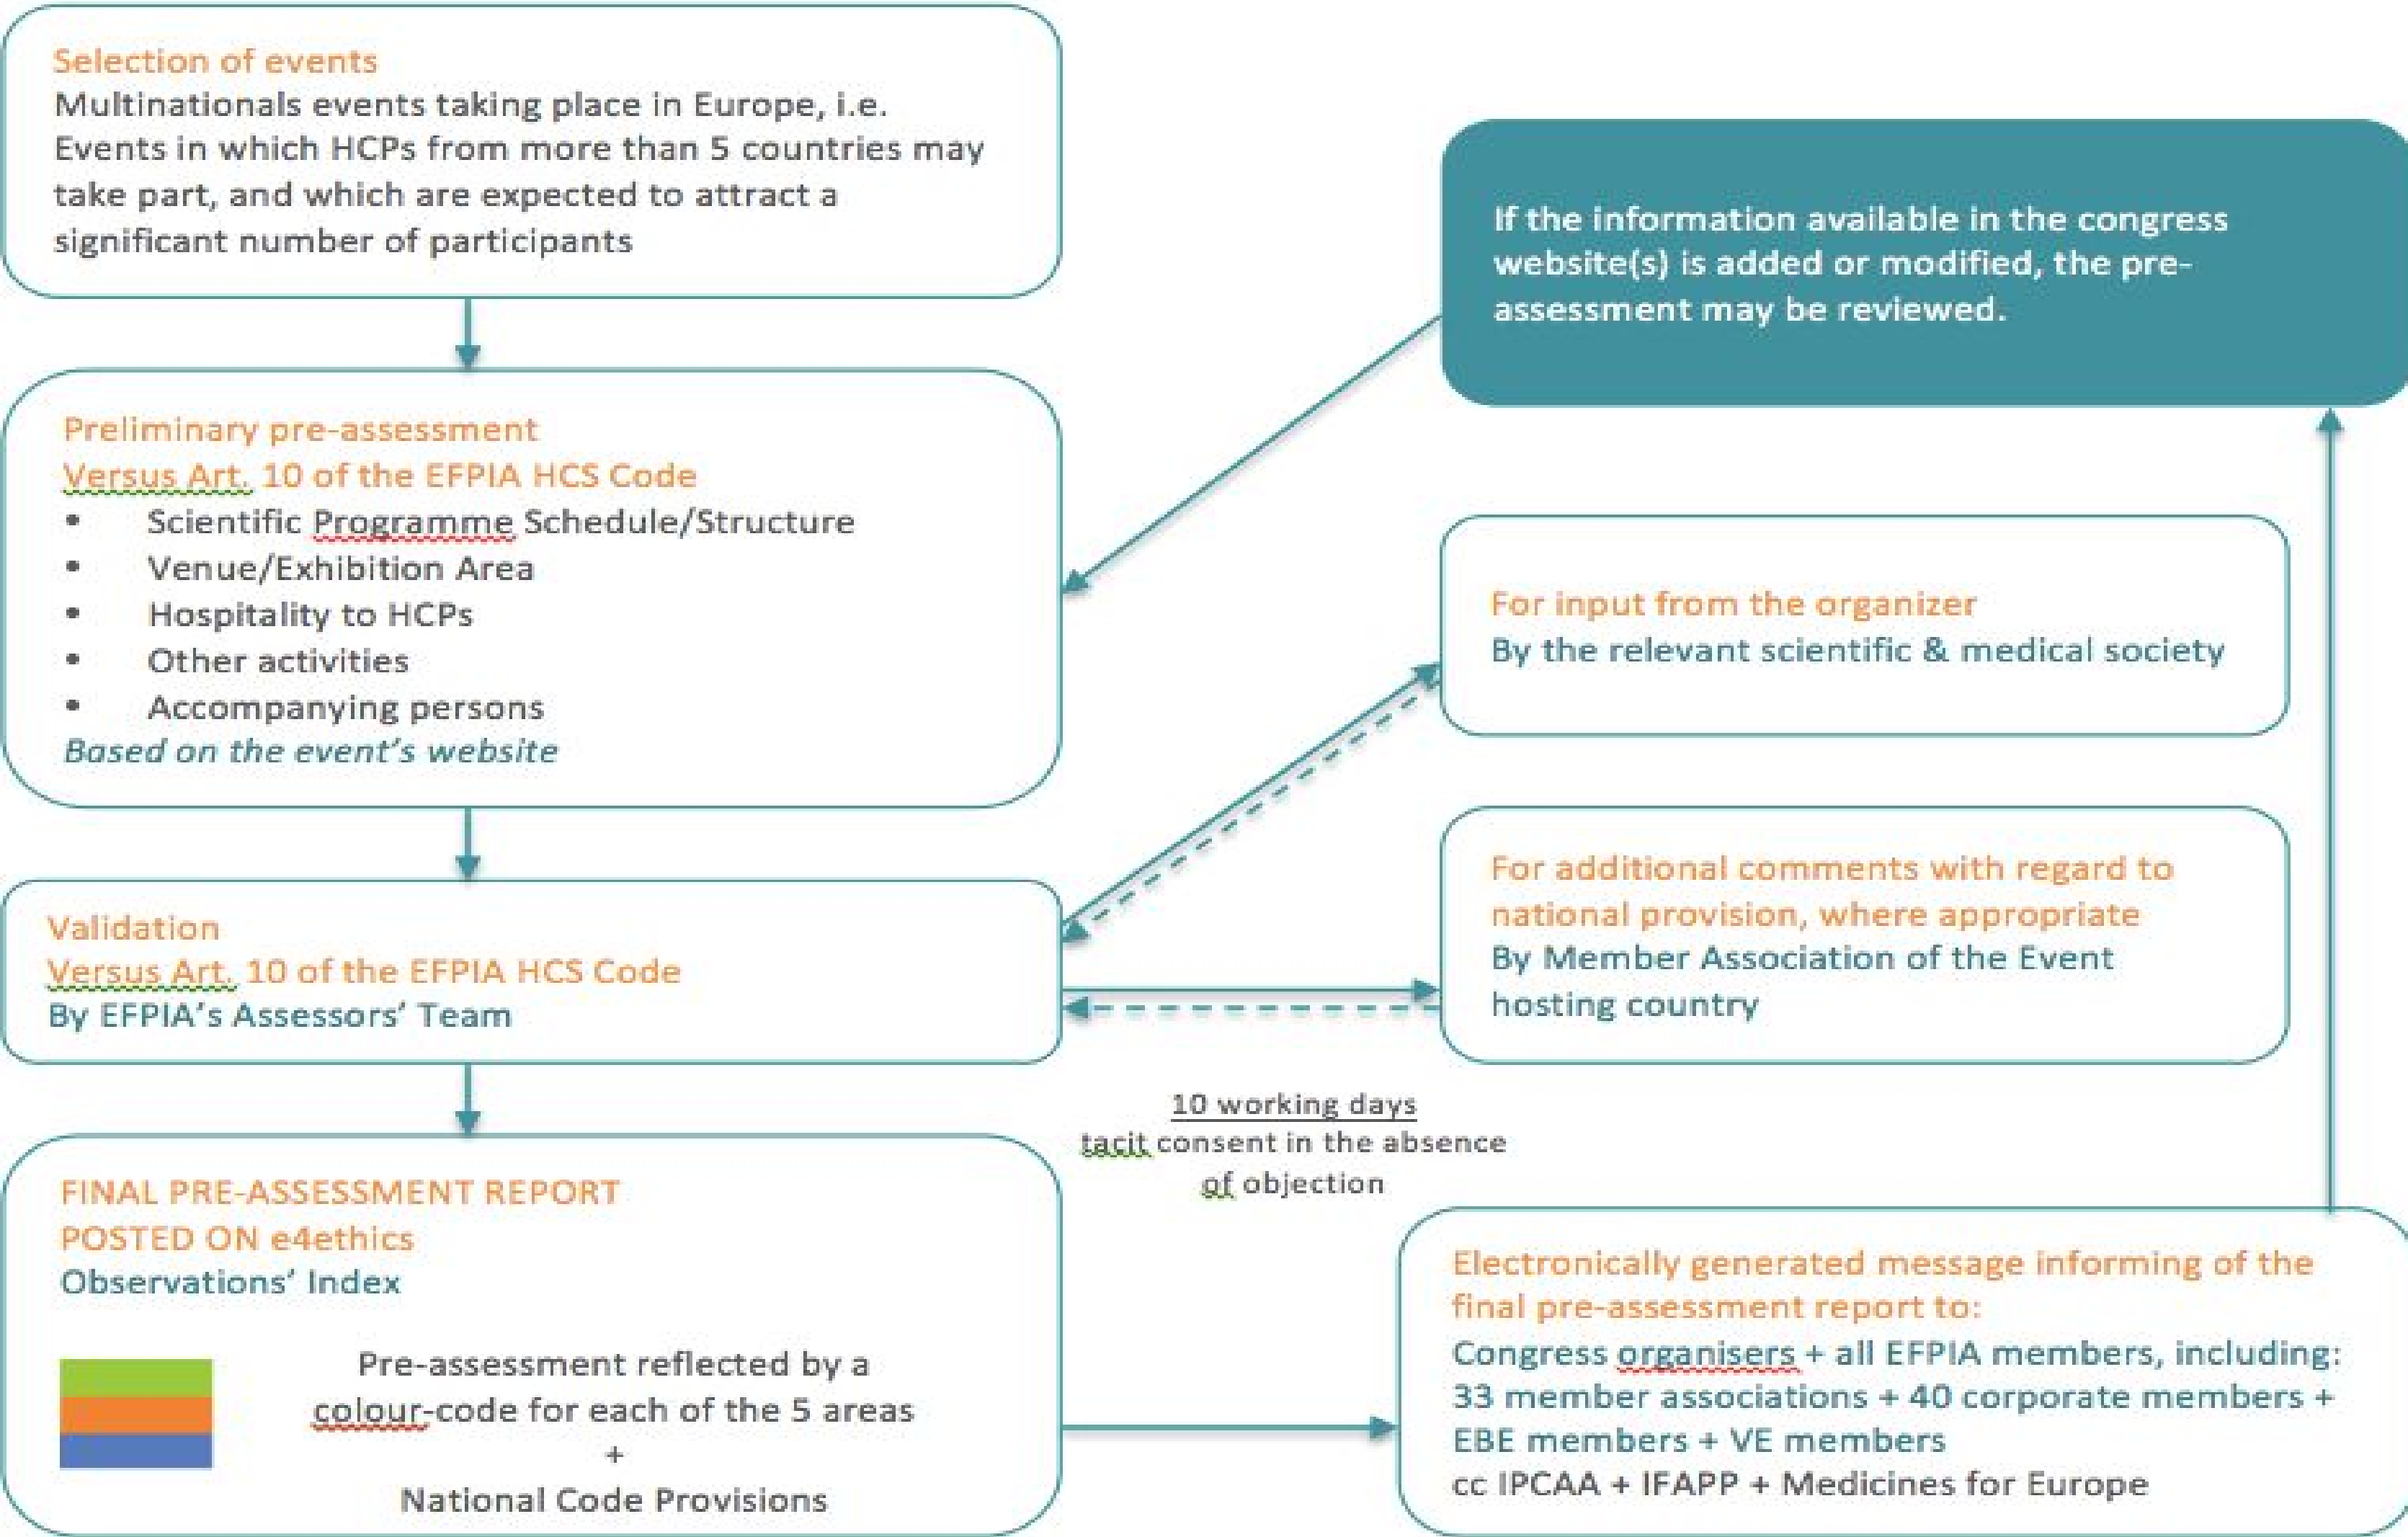 Selection of events
Multinationals events taking place in Europe, i.e.
Events in which HCPs from more than 5 countries may
take part, and which are expected to attract a
significant number of participants
If the information available in the congress
website(s) is added or modified, the pre-
assessment may be reviewed.
Preliminary pre-assessment
Versus Art. 10 of the EFPIA HCS Code
• Scientific Programme Schedule/Structure
• Venue/Exhibition Area
• Hospitality to HCPs
• Other activities
• Accompanying persons
Based on the event's website
For input from the organizer
By the relevant scientific & medical society
For additional comments with regard to
national provision, where appropriate
By Member Association of the Event
hosting country
Validation
Versus Art. 10 of the EFPIA HCS Code
By EFPIA's Assessors' Team
10 working days
tacit consent in the absence
of objection
FINAL PRE-ASSESSMENT REPORT
POSTED ON e4ethics
Observations' Index
Pre-assessment reflected by a
colour-code for each of the 5 areas
+
National Code Provisions
Electronically generated message informing of the
final pre-assessment report to:
Congress organisers + all EFPIA members, including:
33 member associations + 40 corporate members +
EBE members + VE members
cc IPCAA + IFAPP + Medicines for Europe